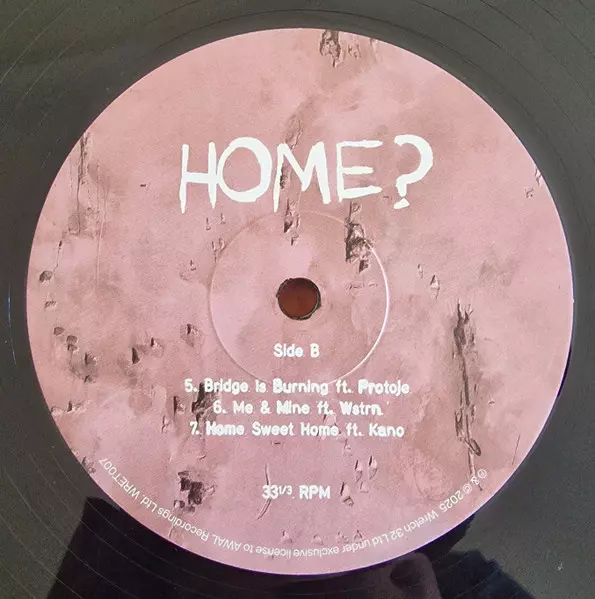 HOME?
Side B
5. Bridge Is Burning ft. Protoje
6. Me & Mine ft. Wstrn
7. Home Sweet Home ft. Kano
33⅓ RPM
℗ & © 2025 Wretch 32 Ltd under exclusive license to AWAL Recordings Ltd. WRET007